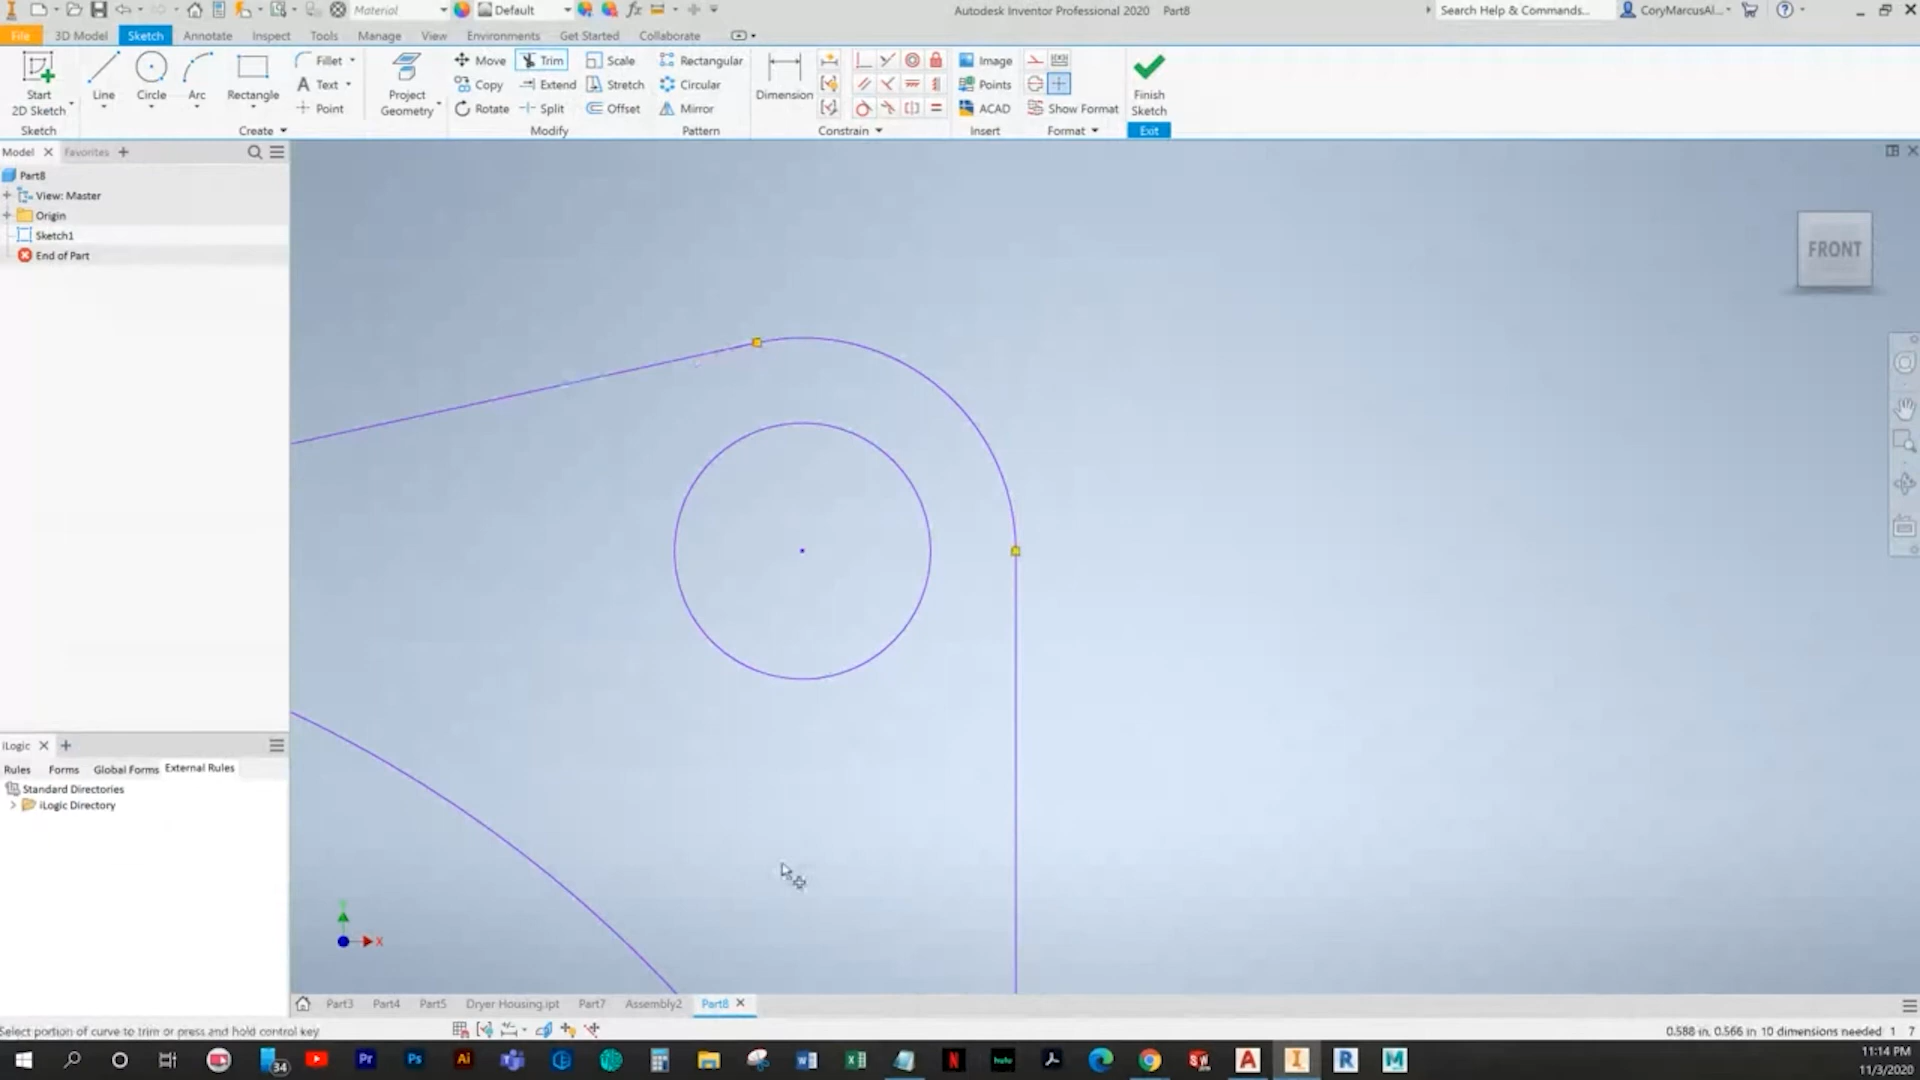 Material
Default
Autodesk Inventor Professional 2020 Part8
Search Help & Commands...
CoryMarcusAl...
File 3D Model Sketch Annotate Inspect Tools Manage View Environments Get Started Collaborate
Start
2D Sketch
Sketch
Line
Circle
Arc
Rectangle
Fillet
Text
Point
Create
Project
Geometry
Move Trim Scale
Copy Extend Stretch
Rotate Split Offset
Modify
Rectangular
Circular
Mirror
Pattern
Dimension
Constrain
Image
Points
ACAD
Insert
Show Format
Format
Finish
Sketch
Exit
Model Favorites
Part8
View: Master
Origin
Sketch1
End of Part
FRONT
iLogic
Rules Forms Global Forms External Rules
Standard Directories
iLogic Directory
X
Part3 Part4 Part5 Dryer Housing.ipt Part7 Assembly2 Part8
Select portion of curve to trim or press and hold control key
0.588 in, 0.566 in 10 dimensions needed 1 7
34
Pr
Ps
Ai
hulu
SW
A
I
R
M
11:14 PM
11/3/2020